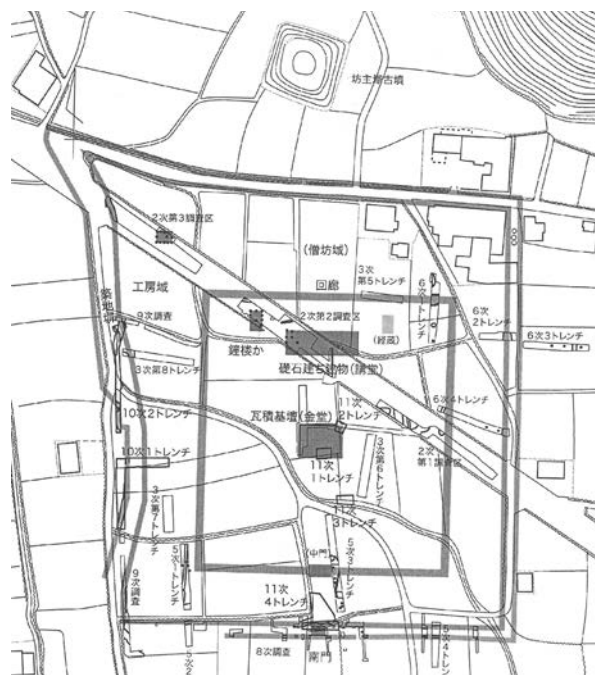 坊主塚古墳
2次第3調査区
(僧坊域)
工房域
回廊
3次
第5トレンチ
6次1トレンチ
築地
9次調査
2次第2調査区
(経蔵)
6次
2トレンチ
6次3トレンチ
鐘楼か
礎石建ち建物(講堂)
3次第8トレンチ
6次4トレンチ
瓦積基壇(金堂)
11次
2トレンチ
10次2トレンチ
10次1トレンチ
11次
1トレンチ
3次第6トレンチ
2次
第1調査区
3次第7トレンチ
11次
3トレンチ
(中門)
5次3トレンチ
5次1トレンチ
9次調査
11次
4トレンチ
8次調査
南門
5次2
5次4トレンチ